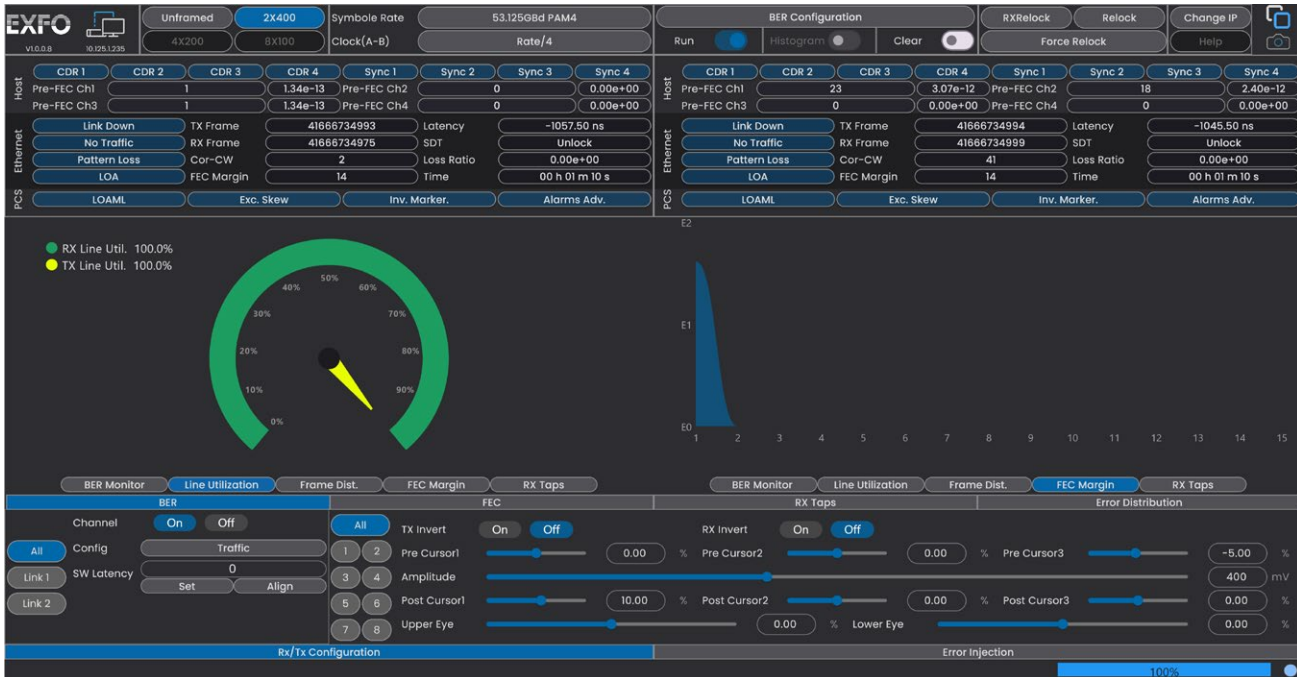 EXFO
V1.0.0.8
10.125.1.235
Unframed 2X400 Symbole Rate 53.125GBd PAM4
4X200 8X100 Clock(A-B) Rate/4
BER Configuration RXRelock Relock Change IP
Run Histogram Clear Force Relock Help
Host
CDR 1 CDR 2 CDR 3 CDR 4 Sync 1 Sync 2 Sync 3 Sync 4
Pre-FEC Ch1 1 1.34e-13 Pre-FEC Ch2 0 0.00e+00
Pre-FEC Ch3 1 1.34e-13 Pre-FEC Ch4 0 0.00e+00
Ethernet
Link Down TX Frame 41666734993 Latency -1057.50 ns
No Traffic RX Frame 41666734975 SDT Unlock
Pattern Loss Cor-CW 2 Loss Ratio 0.00e+00
LOA FEC Margin 14 Time 00 h 01 m 10 s
PCS
LOAML Exc. Skew Inv. Marker. Alarms Adv.
Host
CDR 1 CDR 2 CDR 3 CDR 4 Sync 1 Sync 2 Sync 3 Sync 4
Pre-FEC Ch1 23 3.07e-12 Pre-FEC Ch2 18 2.40e-12
Pre-FEC Ch3 0 0.00e+00 Pre-FEC Ch4 0 0.00e+00
Ethernet
Link Down TX Frame 41666734994 Latency -1045.50 ns
No Traffic RX Frame 41666734999 SDT Unlock
Pattern Loss Cor-CW 41 Loss Ratio 0.00e+00
LOA FEC Margin 14 Time 00 h 01 m 10 s
PCS
LOAML Exc. Skew Inv. Marker. Alarms Adv.
RX Line Util. 100.0%
TX Line Util. 100.0%
50%
40% 60%
30% 70%
20% 80%
10% 90%
0%
E2
E1
E0
1 2 3 4 5 6 7 8 9 10 11 12 13 14 15
BER Monitor Line Utilization Frame Dist. FEC Margin RX Taps
BER Monitor Line Utilization Frame Dist. FEC Margin RX Taps
BER FEC RX Taps Error Distribution
Channel On Off
All Config Traffic
Link 1 SW Latency 0
Set Align
Link 2
All TX Invert On Off RX Invert On Off
1 2 Pre Cursor1 0.00 % Pre Cursor2 0.00 % Pre Cursor3 -5.00 %
3 4 Amplitude 400 mV
5 6 Post Cursor1 10.00 % Post Cursor2 0.00 % Post Cursor3 0.00 %
7 8 Upper Eye 0.00 % Lower Eye 0.00 %
Rx/Tx Configuration Error Injection
100%